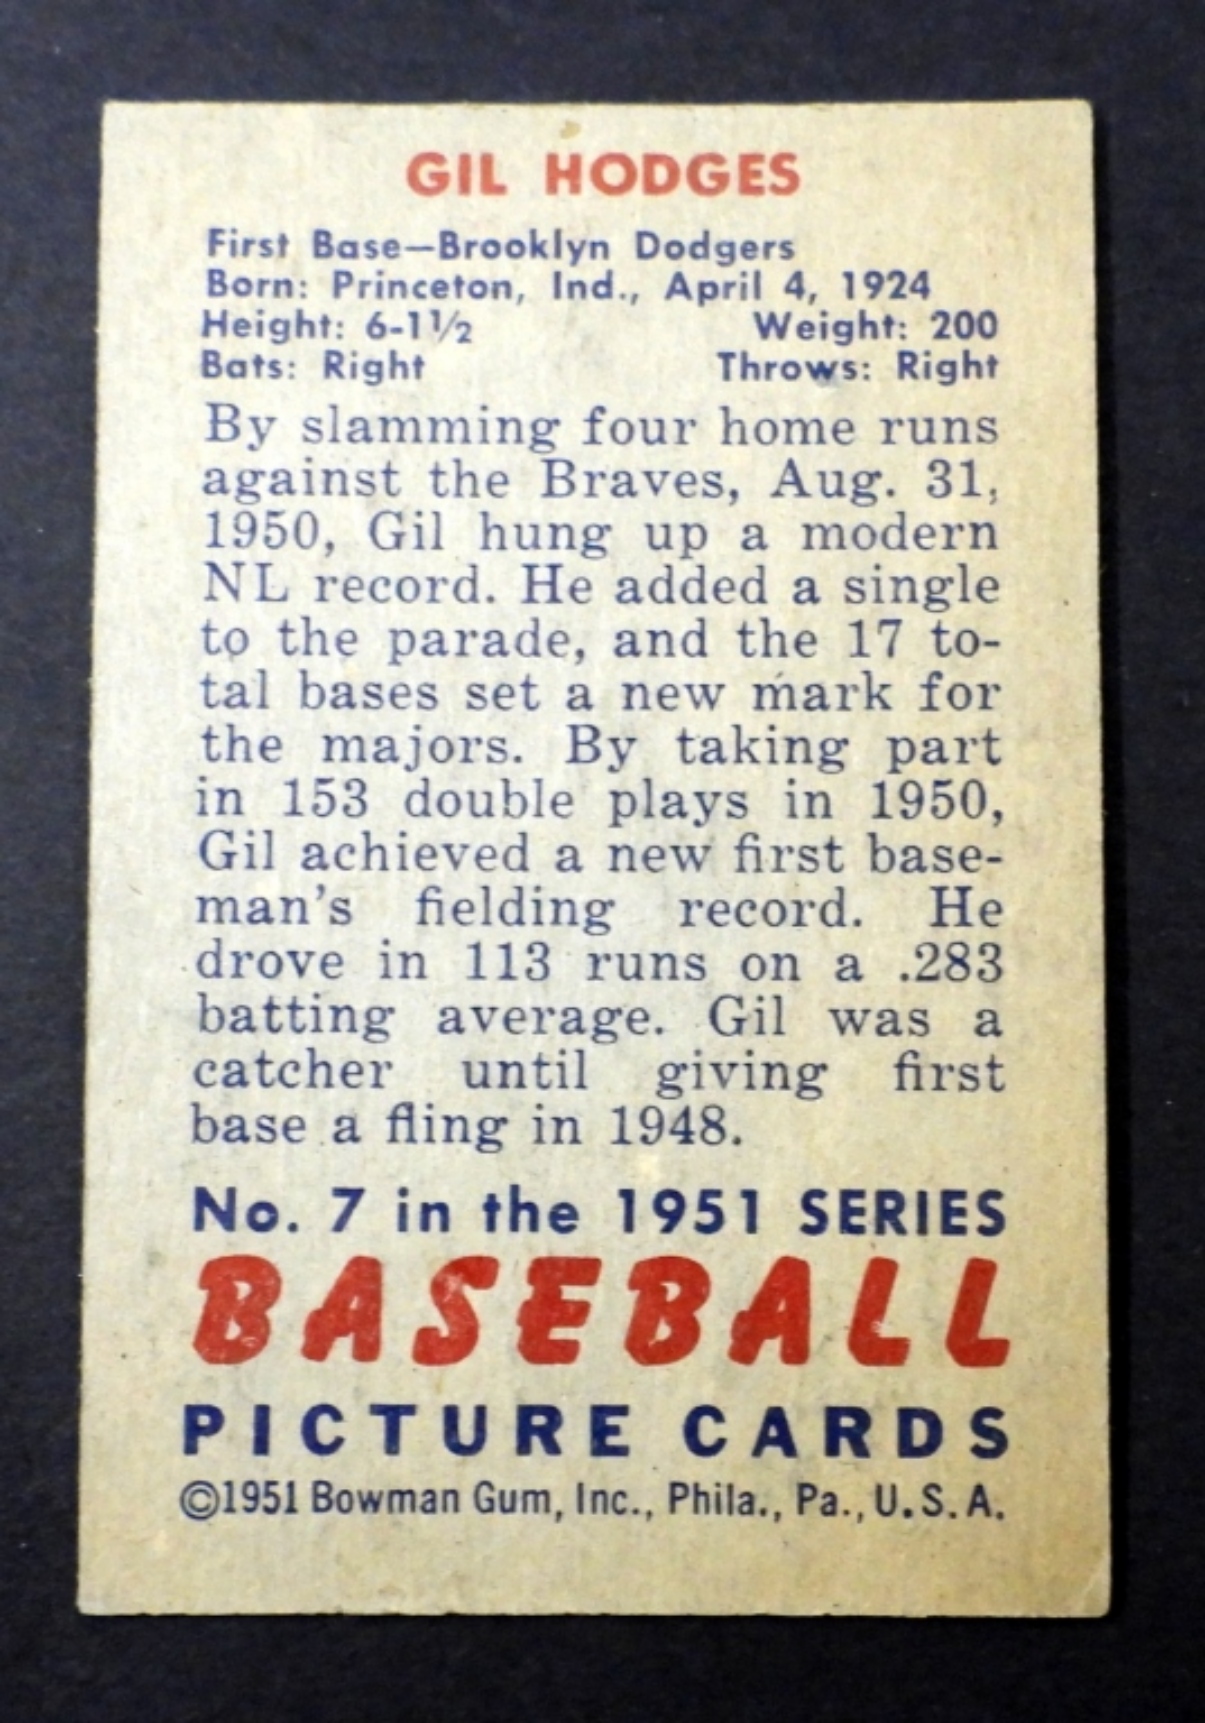 GIL HODGES
First Base—Brooklyn Dodgers
Born: Princeton, Ind., April 4, 1924
Height: 6-1½ Weight: 200
Bats: Right Throws: Right
By slamming four home runs
against the Braves, Aug. 31,
1950, Gil hung up a modern
NL record. He added a single
to the parade, and the 17 to-
tal bases set a new mark for
the majors. By taking part
in 153 double plays in 1950,
Gil achieved a new first base-
man's fielding record. He
drove in 113 runs on a .283
batting average. Gil was a
catcher until giving first
base a fling in 1948.
No. 7 in the 1951 SERIES
BASEBALL
PICTURE CARDS
©1951 Bowman Gum, Inc., Phila., Pa., U.S.A.